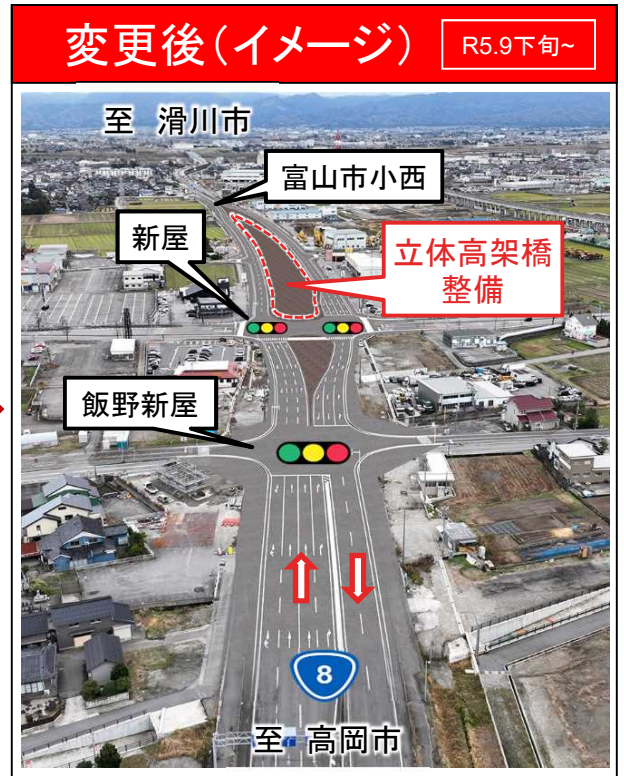 変更後(イメージ)
R5.9下旬~
至 滑川市
富山市小西
新屋
立体高架橋
整備
飯野新屋
8
至 高岡市